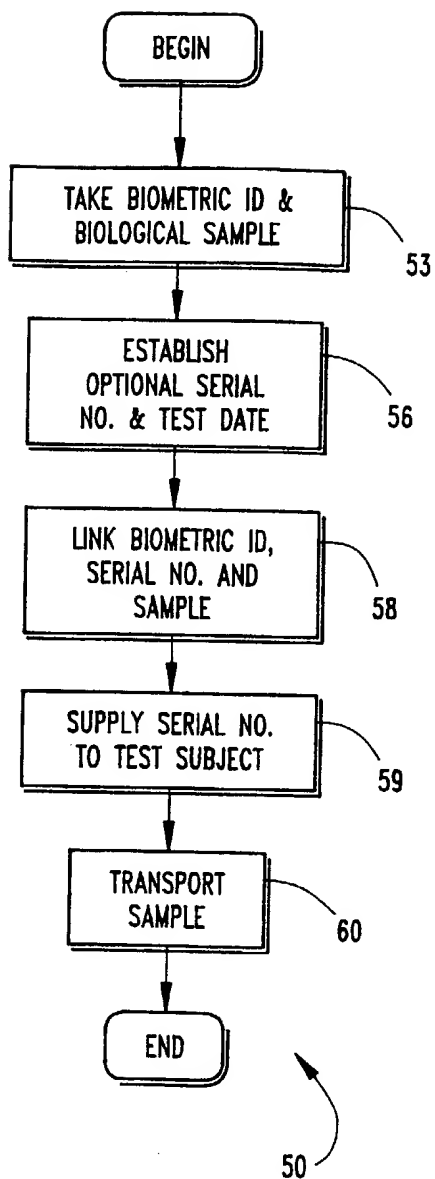 BEGIN
TAKE BIOMETRIC ID &
BIOLOGICAL SAMPLE
53
ESTABLISH
OPTIONAL SERIAL
NO. & TEST DATE
56
LINK BIOMETRIC ID,
SERIAL NO. AND
SAMPLE
58
SUPPLY SERIAL NO.
TO TEST SUBJECT
59
TRANSPORT
SAMPLE
60
END
50